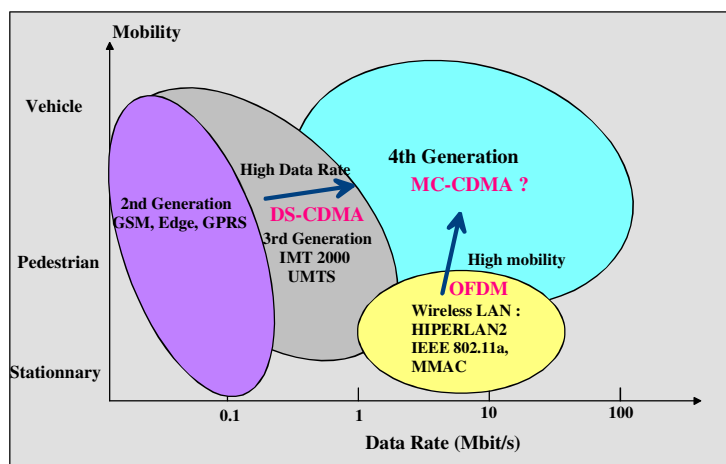 Mobility
Vehicle
Pedestrian
Stationnary
2nd Generation
GSM, Edge, GPRS
High Data Rate
DS-CDMA
3rd Generation
IMT 2000
UMTS
4th Generation
MC-CDMA ?
High mobility
OFDM
Wireless LAN :
HIPERLAN2
IEEE 802.11a,
MMAC
0.1 1 10 100
Data Rate (Mbit/s)